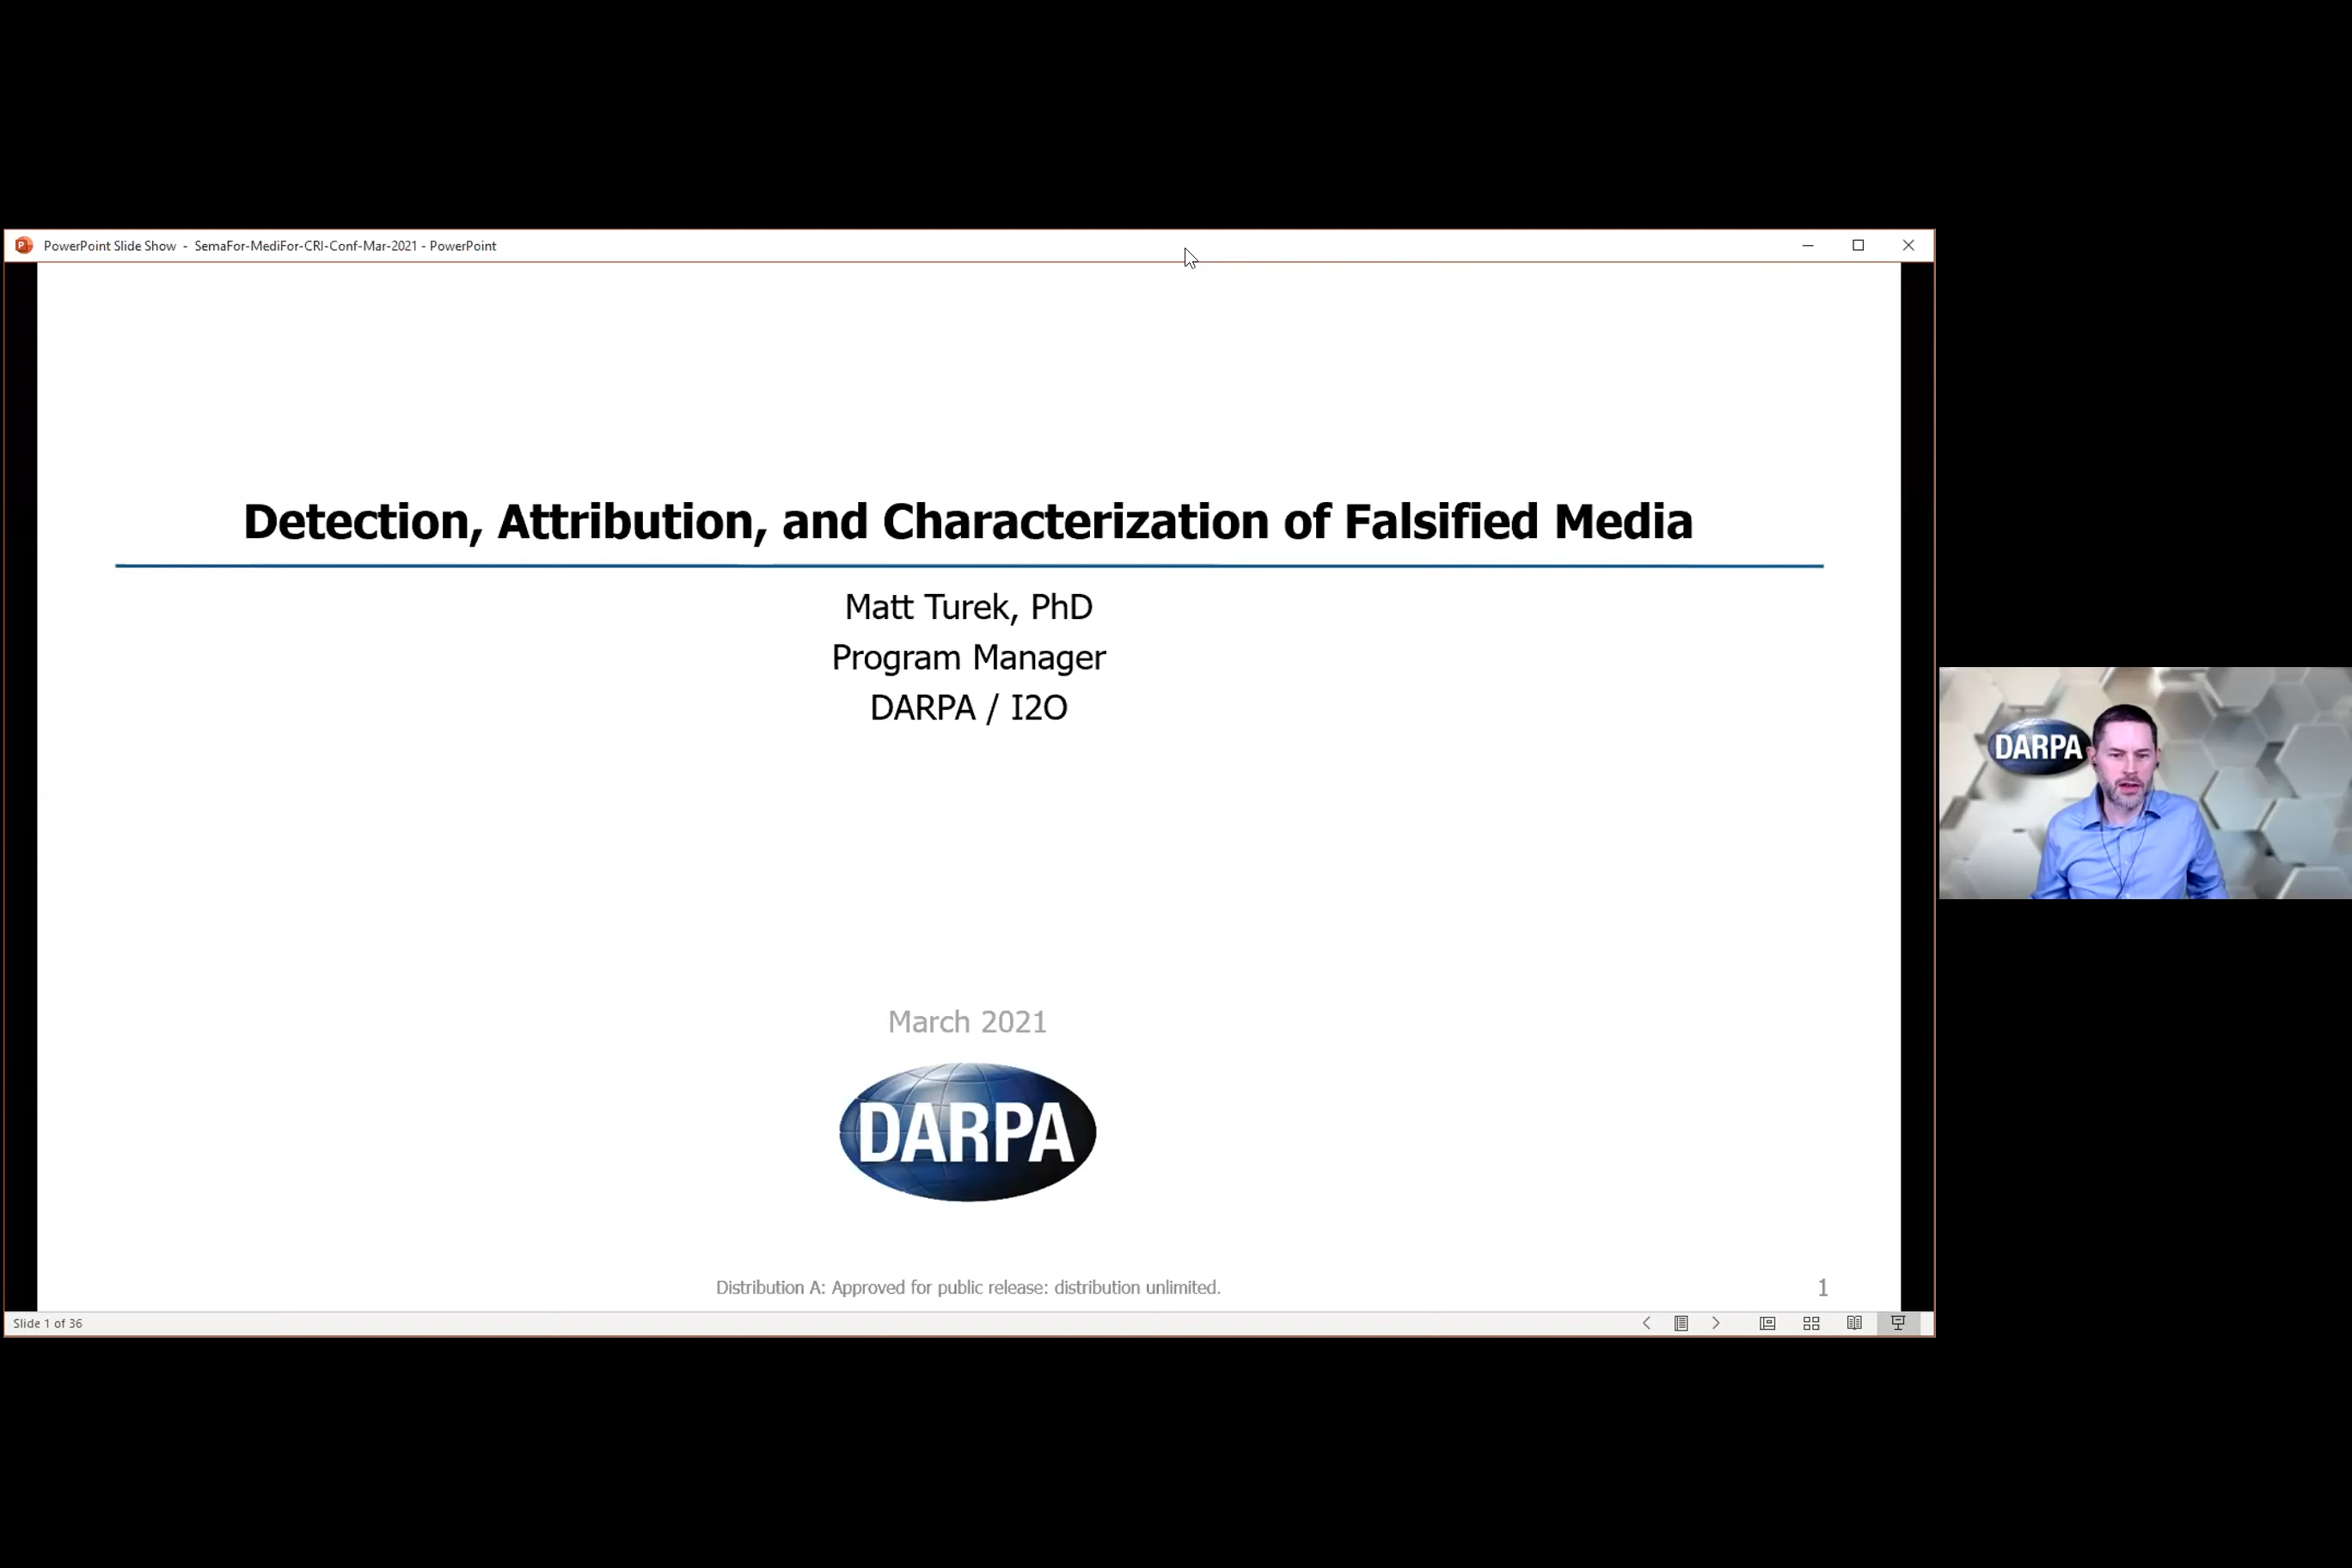 PowerPoint Slide Show - SemaFor-MediFor-CRI-Conf-Mar-2021 - PowerPoint
Detection, Attribution, and Characterization of Falsified Media
Matt Turek, PhD
Program Manager
DARPA / I2O
DARPA
March 2021
DARPA
Distribution A: Approved for public release: distribution unlimited.
1
Slide 1 of 36